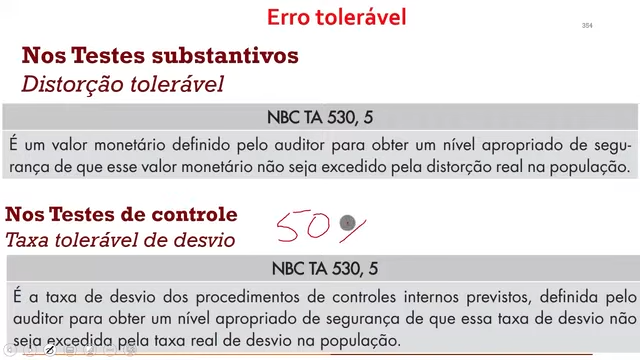 Erro tolerável
354
Nos Testes substantivos
Distorção tolerável
NBC TA 530, 5
É um valor monetário definido pelo auditor para obter um nível apropriado de segu-
rança de que esse valor monetário não seja excedido pela distorção real na população.
Nos Testes de controle
50
Taxa tolerável de desvio
NBC TA 530, 5
É a taxa de desvio dos procedimentos de controles internos previstos, definida pelo
auditor para obter um nível apropriado de segurança de que essa taxa de desvio não
seja excedida pela taxa real de desvio na população.